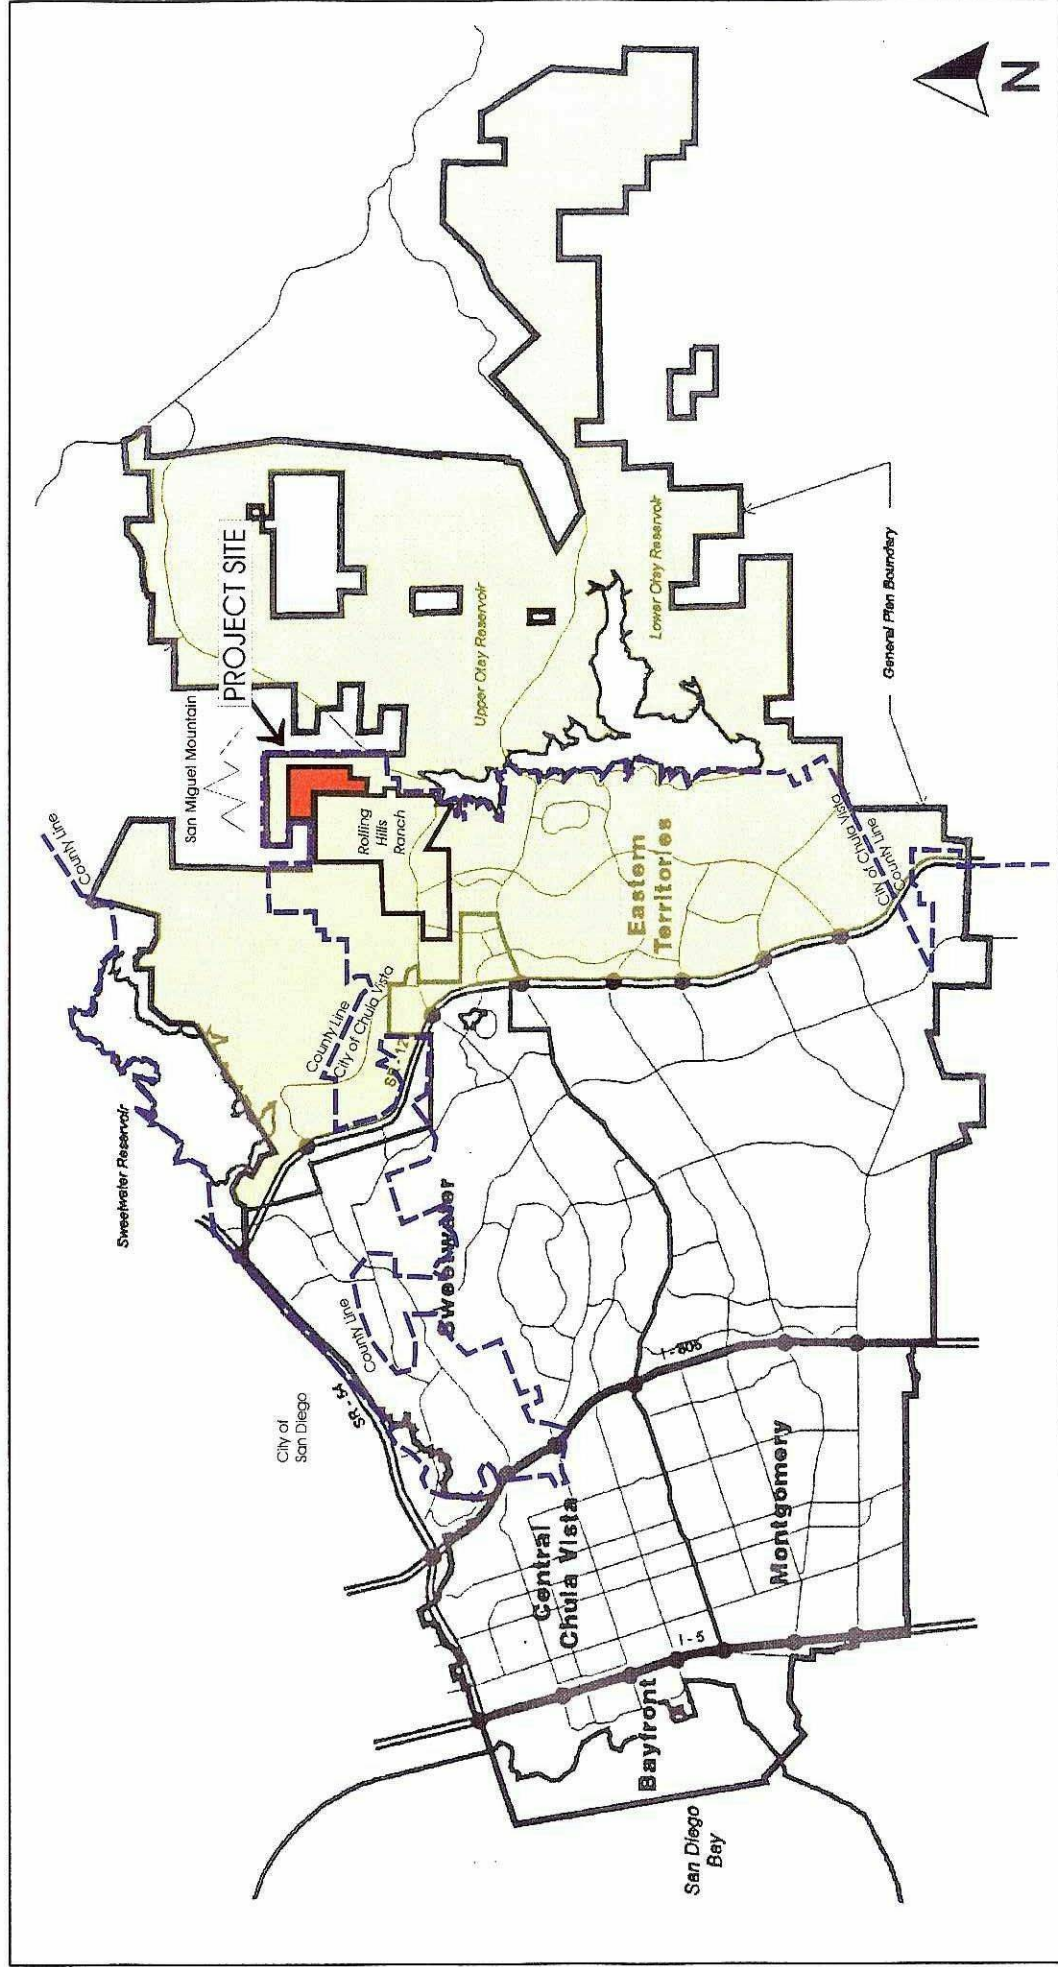 San Miguel Mountain
PROJECT SITE
County Line
Sweetwater Reservoir
County Line
City of Chula Vista
Rolling
Hills
Ranch
Upper Otay Reservoir
Lower Otay Reservoir
General Plan Boundary
City of
San Diego
SR - 54
County Line
Sweetwater
Eastern
Territories
City of Chula Vista
County Line
I - 805
Central
Chula Vista
Montgomery
I - 5
Bayfront
San Diego
Bay
N